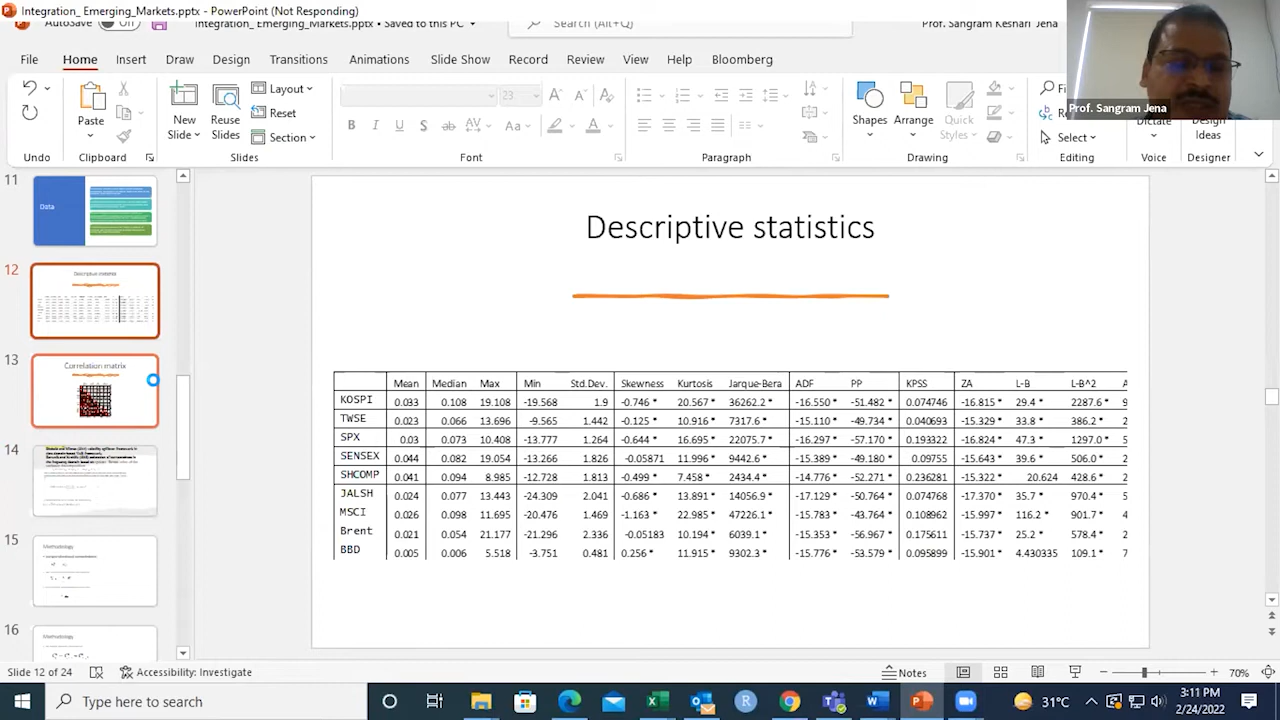 Integration_ Emerging_Markets.pptx - PowerPoint (Not Responding)
AutoSave Off Integration_ Emerging_Markets.pptx • Saved to this PC Search (Alt+Q) Prof. Sangram Keshari Jena
File Home Insert Draw Design Transitions Animations Slide Show Record Review View Help Bloomberg
Paste New Slide Reuse Slides Layout Reset Section 23 Shapes Arrange Quick Styles Select Dictate Design Ideas
Prof. Sangram Jena
Undo Clipboard Slides Font Paragraph Drawing Editing Voice Designer
11
Data
12
Descriptive statistics
13
Correlation matrix
14
15
Methodology
16
Methodology
Descriptive statistics
Mean Median Max Min Std.Dev. Skewness Kurtosis Jarque-Bera ADF PP KPSS ZA L-B L-B^2
KOSPI 0.033 0.108 19.108 -19.568 1.9 -0.746 * 20.567 * 36262.2 * -16.550 * -51.482 * 0.074746 -16.815 * 29.4 * 2287.6 * 9
TWSE 0.023 0.066 13.696 -9.565 1.442 -0.125 * 10.916 * 7317.6 * -15.110 * -49.734 * 0.040693 -15.329 * 33.8 * 386.2 * 2
SPX 0.03 0.073 10.408 -13.777 1.264 -0.644 * 16.695 * 22075.7 * -16.297 * -57.170 * 0.193322 -16.824 * 47.3 * 1297.0 * 5
SENSEX 0.044 0.082 1.826 -0.05871 11.996 * -49.180 * -15.643 * 39.6 * 506.0 * 2
SHCOMP 0.041 0.094 8.983 -12.728 1.813 -0.499 * 7.458 * 2434.4 * -14.776 * -52.271 * 0.236281 -15.322 * 20.624 428.6 * 2
JALSH 0.024 0.077 13.446 -24.309 2.041 -0.686 * 13.891 * 14056.9 * -17.129 * -50.764 * 0.074768 -17.370 * 35.7 * 970.4 * 5
MSCI 0.026 0.098 11.695 -20.476 1.469 -1.163 * 22.985 * 47226.1 * -15.783 * -43.764 * 0.108962 -15.997 * 116.2 * 901.7 * 4
Brent 0.021 0.054 21.177 -21.296 2.336 -0.05183 10.194 * 6039.1 * -15.353 * -56.967 * 0.175611 -15.737 * 25.2 * 578.4 * 2
BBD 0.005 0.006 -3.751 0.481 0.256 * 11.915 * -15.776 * -53.579 * 0.095899 -15.901 * 4.430335 109.1 * 7
Slide 12 of 24 Accessibility: Investigate Notes 70%
Type here to search 31°C 3:11 PM
2/24/2022